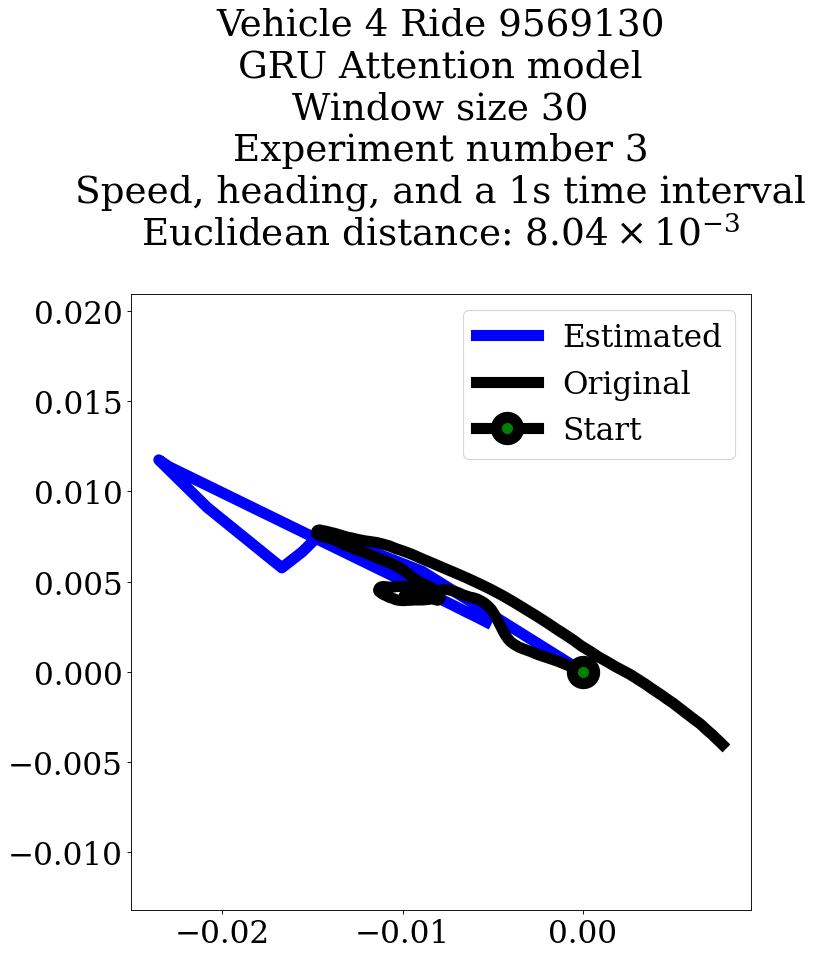 Vehicle 4 Ride 9569130
GRU Attention model
Window size 30
Experiment number 3
Speed, heading, and a 1s time interval
Euclidean distance: 8.04 × 10⁻³
Estimated
Original
Start
0.020
0.015
0.010
0.005
0.000
−0.005
−0.010
−0.02 −0.01 0.00